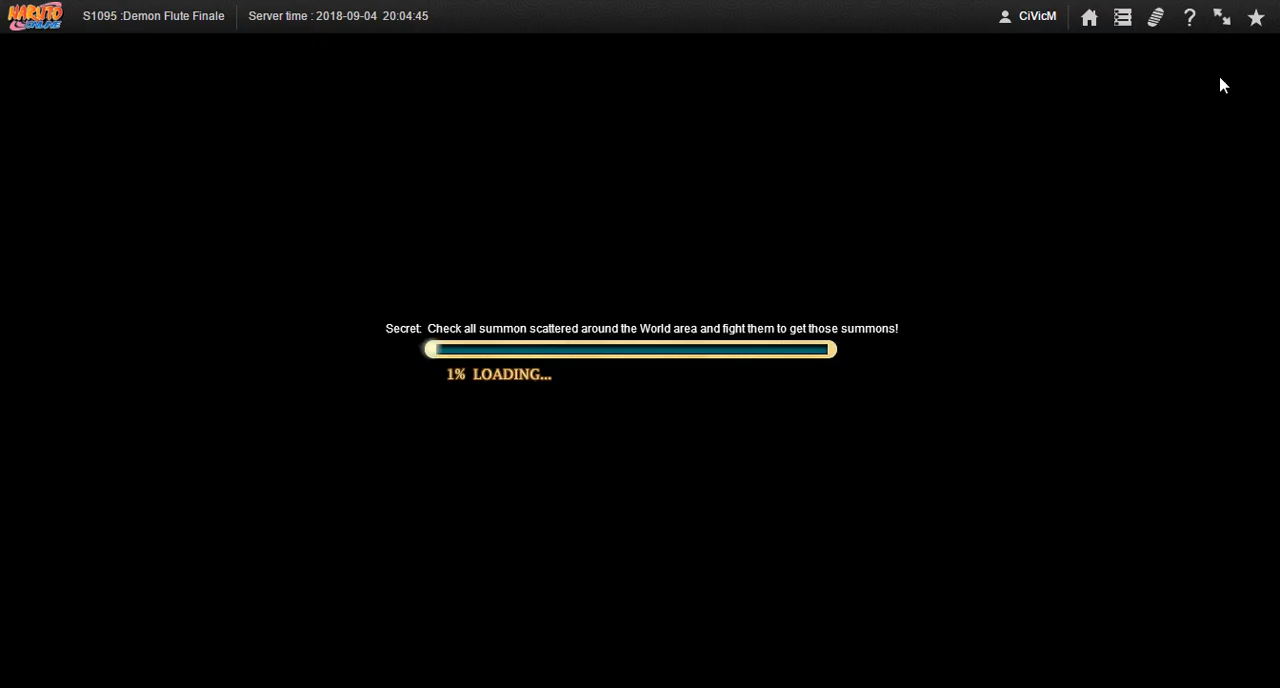 NARUTO ONLINE
S1095 :Demon Flute Finale
Server time : 2018-09-04 20:04:45
CiVicM
?
Secret: Check all summon scattered around the World area and fight them to get those summons!
1% LOADING...